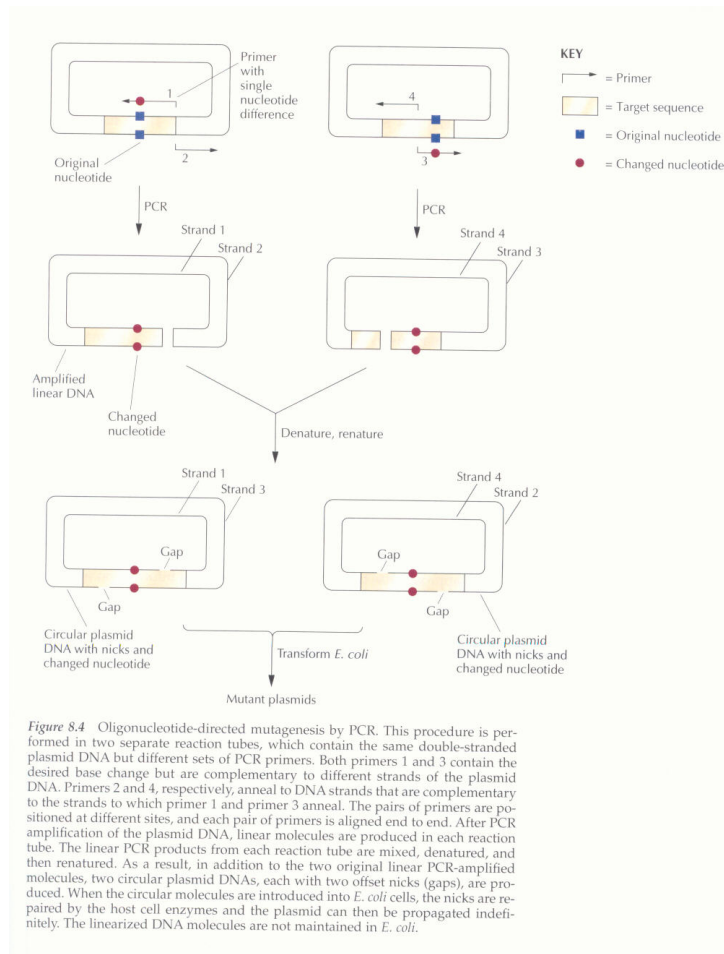 Primer
with
single
nucleotide
difference
1
2
Original
nucleotide
4
3
KEY
= Primer
= Target sequence
= Original nucleotide
= Changed nucleotide
PCR
PCR
Strand 1
Strand 2
Strand 4
Strand 3
Amplified
linear DNA
Changed
nucleotide
Denature, renature
Strand 1
Strand 3
Strand 4
Strand 2
Gap
Gap
Gap
Gap
Circular plasmid
DNA with nicks and
changed nucleotide
Circular plasmid
DNA with nicks and
changed nucleotide
Transform E. coli
Mutant plasmids
Figure 8.4 Oligonucleotide-directed mutagenesis by PCR. This procedure is per-
formed in two separate reaction tubes, which contain the same double-stranded
plasmid DNA but different sets of PCR primers. Both primers 1 and 3 contain the
desired base change but are complementary to different strands of the plasmid
DNA. Primers 2 and 4, respectively, anneal to DNA strands that are complementary
to the strands to which primer 1 and primer 3 anneal. The pairs of primers are po-
sitioned at different sites, and each pair of primers is aligned end to end. After PCR
amplification of the plasmid DNA, linear molecules are produced in each reaction
tube. The linear PCR products from each reaction tube are mixed, denatured, and
then renatured. As a result, in addition to the two original linear PCR-amplified
molecules, two circular plasmid DNAs, each with two offset nicks (gaps), are pro-
duced. When the circular molecules are introduced into E. coli cells, the nicks are re-
paired by the host cell enzymes and the plasmid can then be propagated indefi-
nitely. The linearized DNA molecules are not maintained in E. coli.